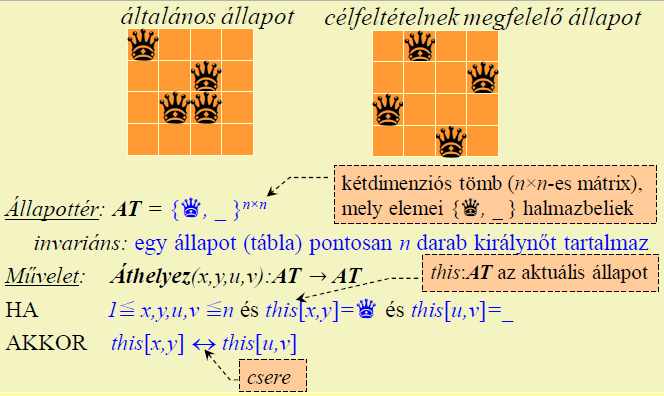 általános állapot
célfeltételnek megfelelő állapot
Állapottér: AT = {♛, _ }n×n
kétdimenziós tömb (n×n-es mátrix),
mely elemei {♛, _ } halmazbeliek
invariáns: egy állapot (tábla) pontosan n darab királynőt tartalmaz
Művelet: Áthelyez(x,y,u,v):AT → AT
this:AT az aktuális állapot
HA 1≦ x,y,u,v ≦n és this[x,y]=♛ és this[u,v]=_
AKKOR this[x,y] ↔ this[u,v]
csere